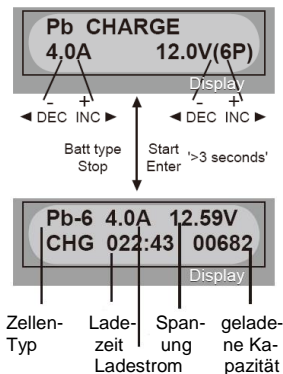 Pb CHARGE
4.0A 12.0V(6P)
Display
- + - +
◄ DEC INC ► ◄ DEC INC ►
Batt type Start '>3 seconds'
Stop Enter
Pb-6 4.0A 12.59V
CHG 022:43 00682
Display
Zellen- Lade- Span- gelade-
Typ zeit ung ne Ka-
Ladestrom pazität